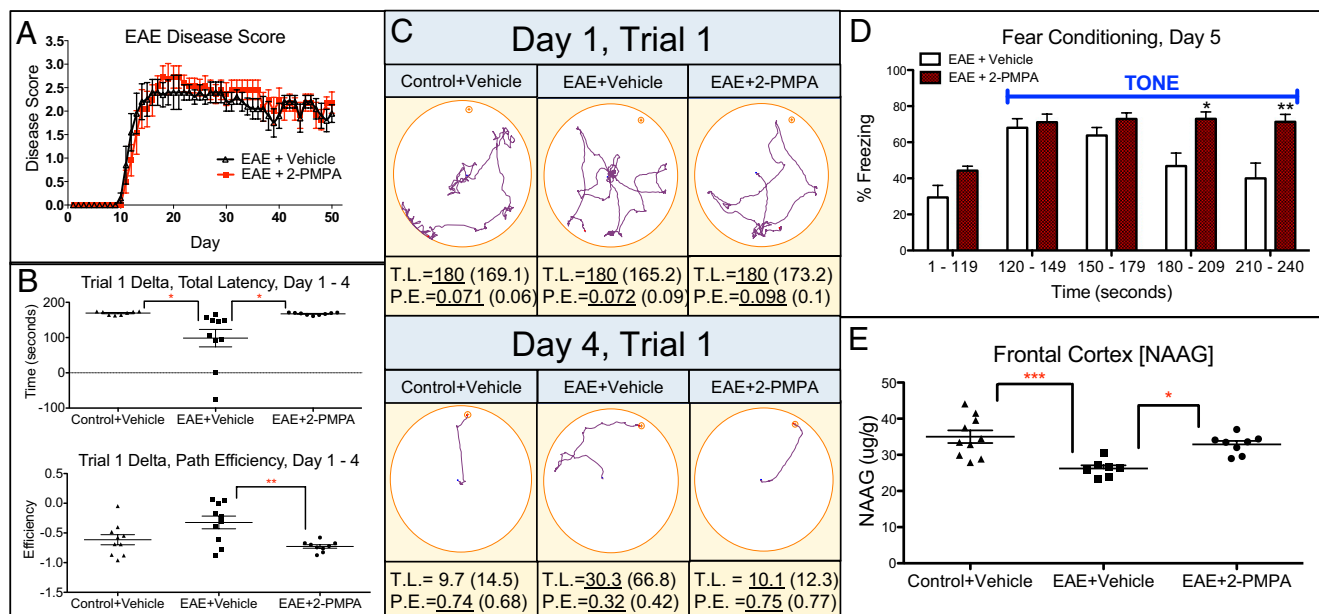 A
EAE Disease Score
Disease Score
3.5
3.0
2.5
2.0
1.5
1.0
0.5
0.0
EAE + Vehicle
EAE + 2-PMPA
0 10 20 30 40 50
Day
B
Trial 1 Delta, Total Latency, Day 1 - 4
Time (seconds)
200
100
0
-100
* *
Control+Vehicle EAE+Vehicle EAE+2-PMPA
Trial 1 Delta, Path Efficiency, Day 1 - 4
Efficiency
0.5
0.0
-0.5
-1.0
-1.5
**
Control+Vehicle EAE+Vehicle EAE+2-PMPA
C
Day 1, Trial 1
Control+Vehicle EAE+Vehicle EAE+2-PMPA
T.L.=180 (169.1) T.L.=180 (165.2) T.L.=180 (173.2)
P.E.=0.071 (0.06) P.E.=0.072 (0.09) P.E.=0.098 (0.1)
Day 4, Trial 1
Control+Vehicle EAE+Vehicle EAE+2-PMPA
T.L.= 9.7 (14.5) T.L.=30.3 (66.8) T.L. = 10.1 (12.3)
P.E.=0.74 (0.68) P.E.=0.32 (0.42) P.E. =0.75 (0.77)
D
Fear Conditioning, Day 5
EAE + Vehicle
EAE + 2-PMPA
TONE
* **
% Freezing
100
80
60
40
20
0
1 - 119 120 - 149 150 - 179 180 - 209 210 - 240
Time (seconds)
E
Frontal Cortex [NAAG]
NAAG (ug/g)
50
40
30
20
10
0
*** *
Control+Vehicle EAE+Vehicle EAE+2-PMPA